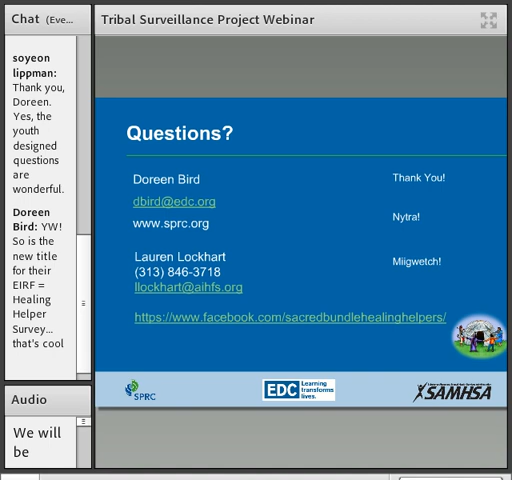 Chat (Eve...
soyeon
lippman:
Thank you,
Doreen.
Yes, the
youth
designed
questions
are
wonderful.
Doreen
Bird: YW!
So is the
new title
for their
EIRF =
Healing
Helper
Survey...
that's cool
Audio
We will
be
Tribal Surveillance Project Webinar
Questions?
Doreen Bird
dbird@edc.org
www.sprc.org
Lauren Lockhart
(313) 846-3718
llockhart@aihfs.org
https://www.facebook.com/sacredbundlehealinghelpers/
Thank You!
Nytra!
Miigwetch!
SPRC
EDC Learning
transforms
lives.
SAMHSA